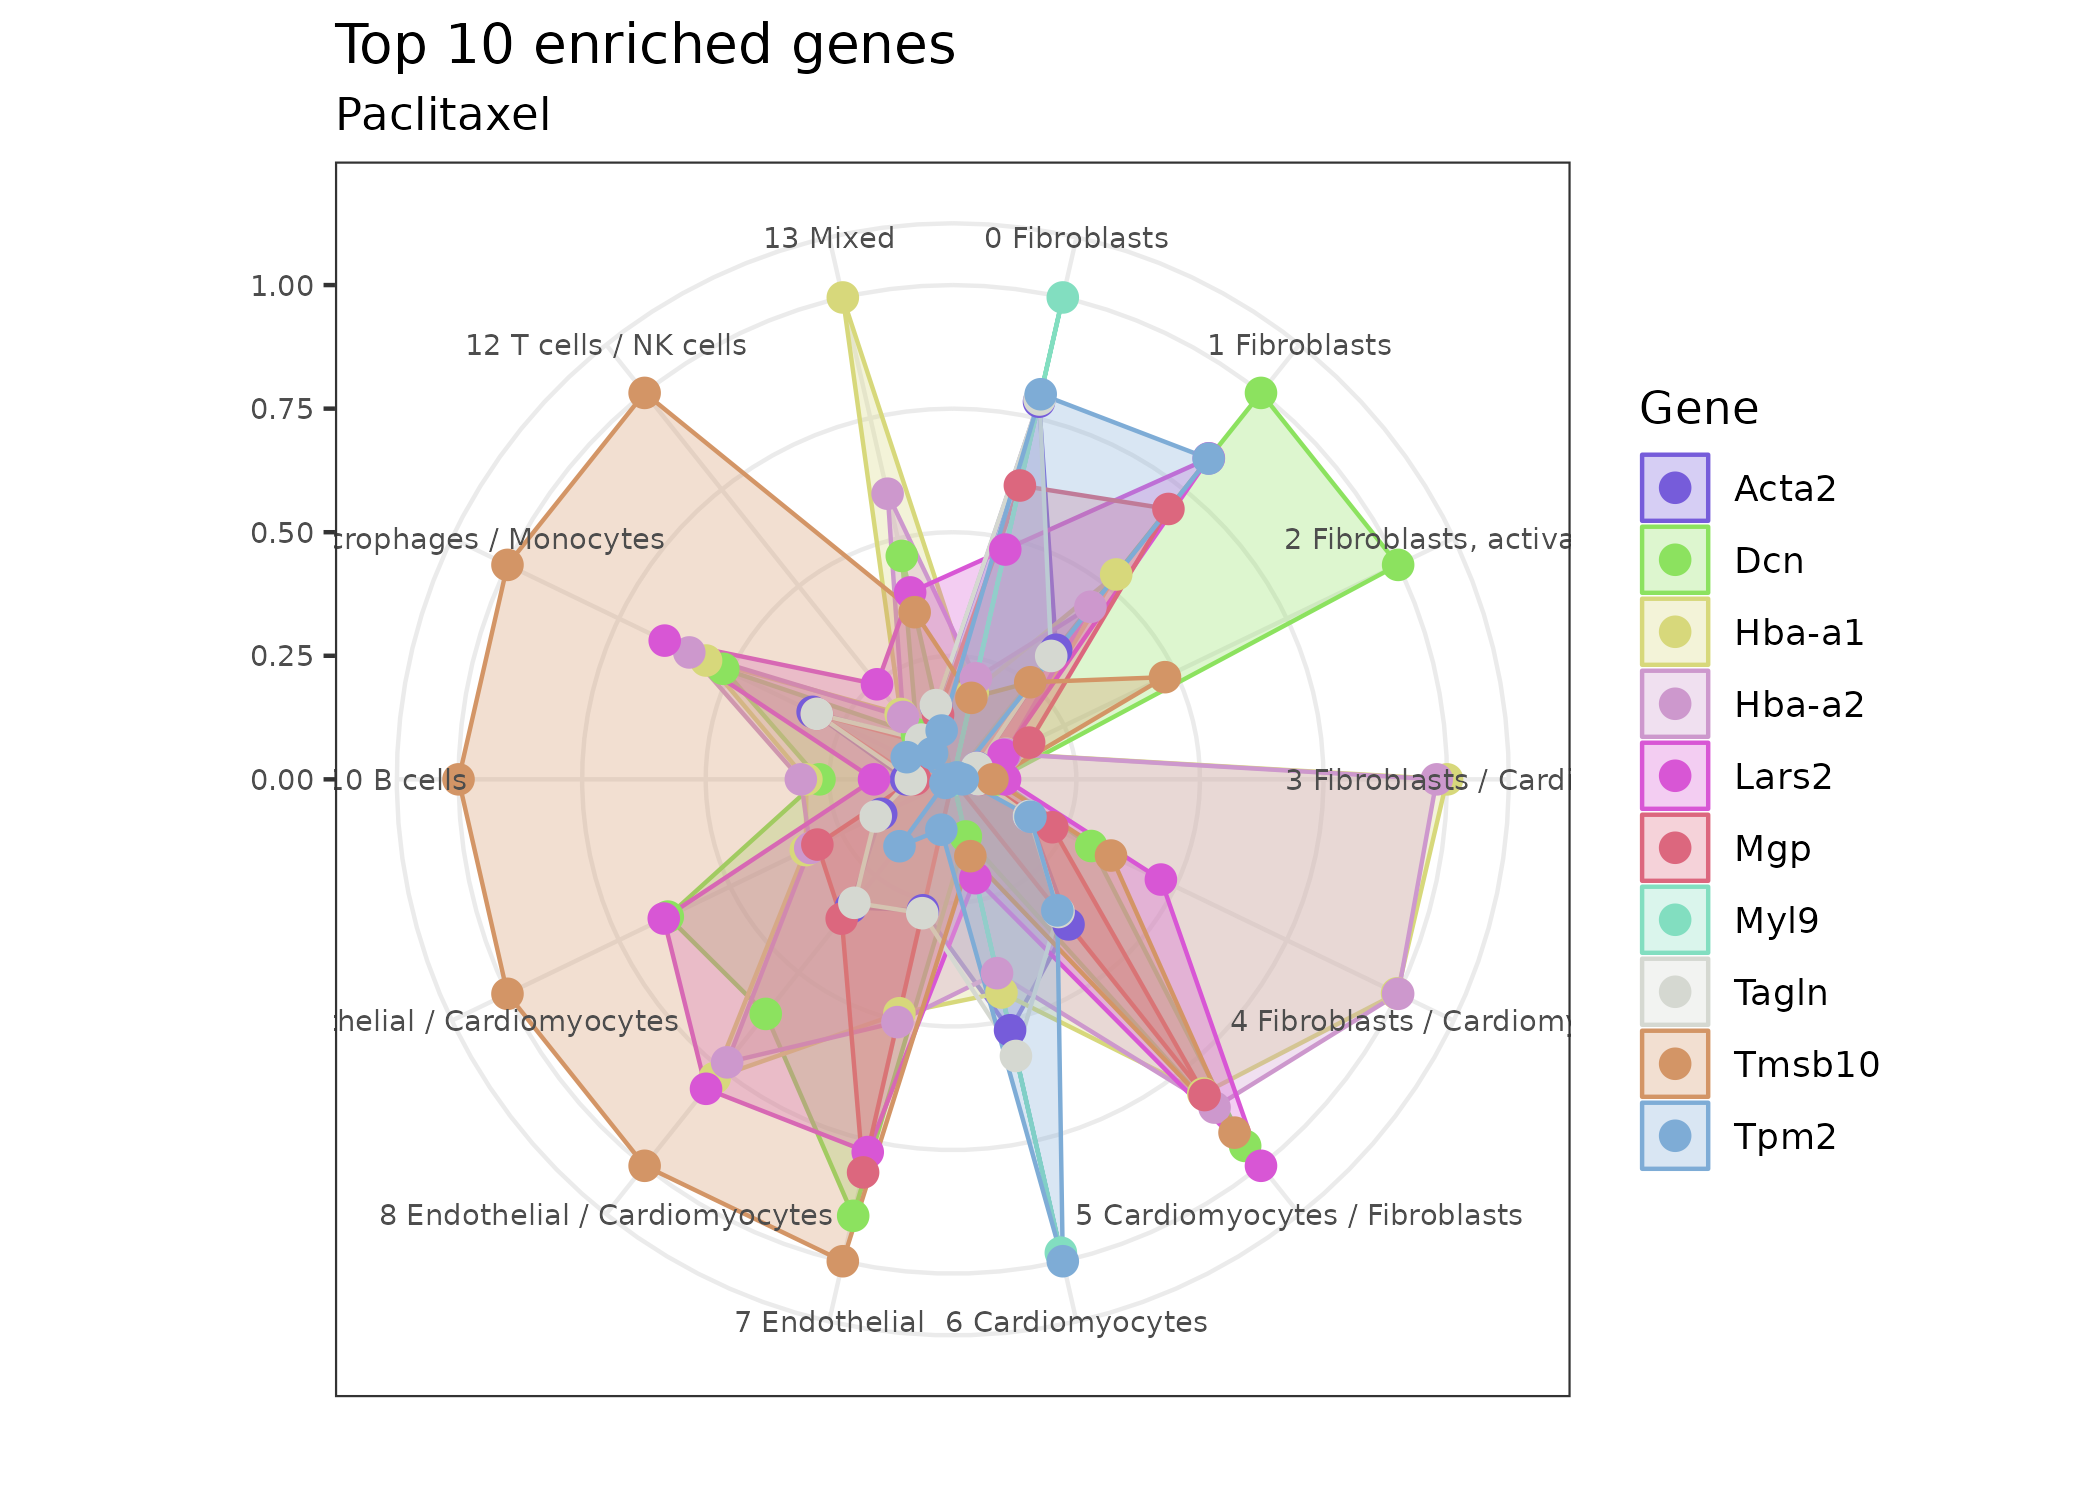 Top 10 enriched genes
Paclitaxel
13 Mixed
0 Fibroblasts
1.00
12 T cells / NK cells
1 Fibroblasts
0.75
Gene
Acta2
0.50
crophages / Monocytes
2 Fibroblasts, activa
Dcn
Hba-a1
0.25
Hba-a2
0.00
10 B cells
3 Fibroblasts / Cardi
Lars2
Mgp
Myl9
Tagln
helial / Cardiomyocytes
4 Fibroblasts / Cardiomy
Tmsb10
Tpm2
8 Endothelial / Cardiomyocytes
5 Cardiomyocytes / Fibroblasts
7 Endothelial
6 Cardiomyocytes